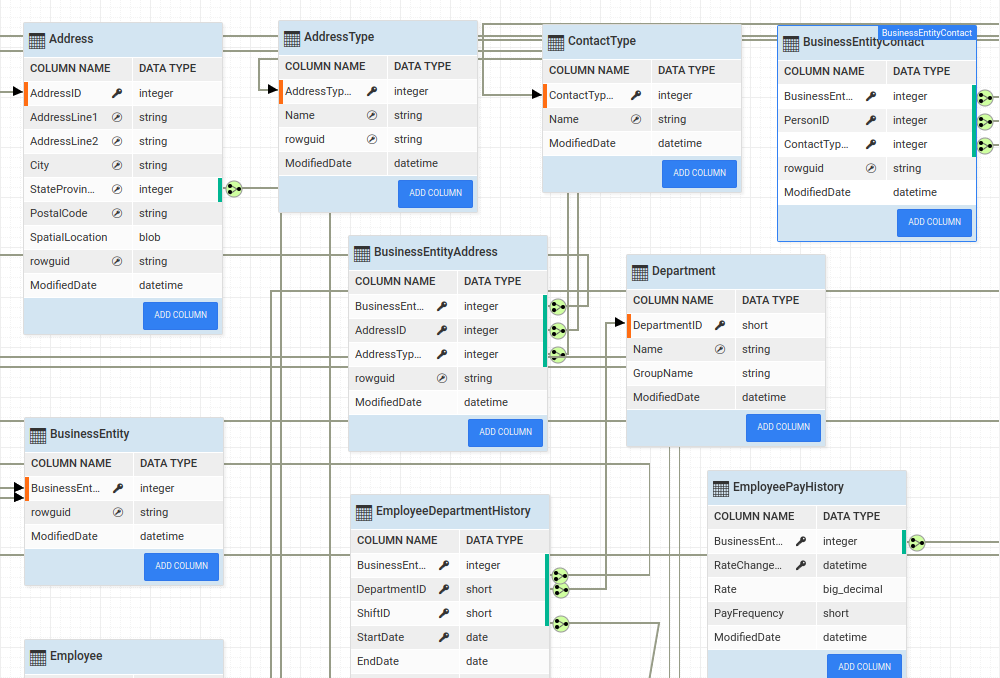 Address
COLUMN NAME DATA TYPE
AddressID integer
AddressLine1 string
AddressLine2 string
City string
StateProvin... integer
PostalCode string
SpatialLocation blob
rowguid string
ModifiedDate datetime
ADD COLUMN
AddressType
COLUMN NAME DATA TYPE
AddressTyp... integer
Name string
rowguid string
ModifiedDate datetime
ADD COLUMN
ContactType
COLUMN NAME DATA TYPE
ContactTyp... integer
Name string
ModifiedDate datetime
ADD COLUMN
BusinessEntityContact
BusinessEntityContact
COLUMN NAME DATA TYPE
BusinessEnt... integer
PersonID integer
ContactTyp... integer
rowguid string
ModifiedDate datetime
ADD COLUMN
BusinessEntityAddress
COLUMN NAME DATA TYPE
BusinessEnt... integer
AddressID integer
AddressTyp... integer
rowguid string
ModifiedDate datetime
ADD COLUMN
Department
COLUMN NAME DATA TYPE
DepartmentID short
Name string
GroupName string
ModifiedDate datetime
ADD COLUMN
BusinessEntity
COLUMN NAME DATA TYPE
BusinessEnt... integer
rowguid string
ModifiedDate datetime
ADD COLUMN
EmployeeDepartmentHistory
COLUMN NAME DATA TYPE
BusinessEnt... integer
DepartmentID short
ShiftID short
StartDate date
EndDate date
EmployeePayHistory
COLUMN NAME DATA TYPE
BusinessEnt... integer
RateChange... datetime
Rate big_decimal
PayFrequency short
ModifiedDate datetime
ADD COLUMN
Employee